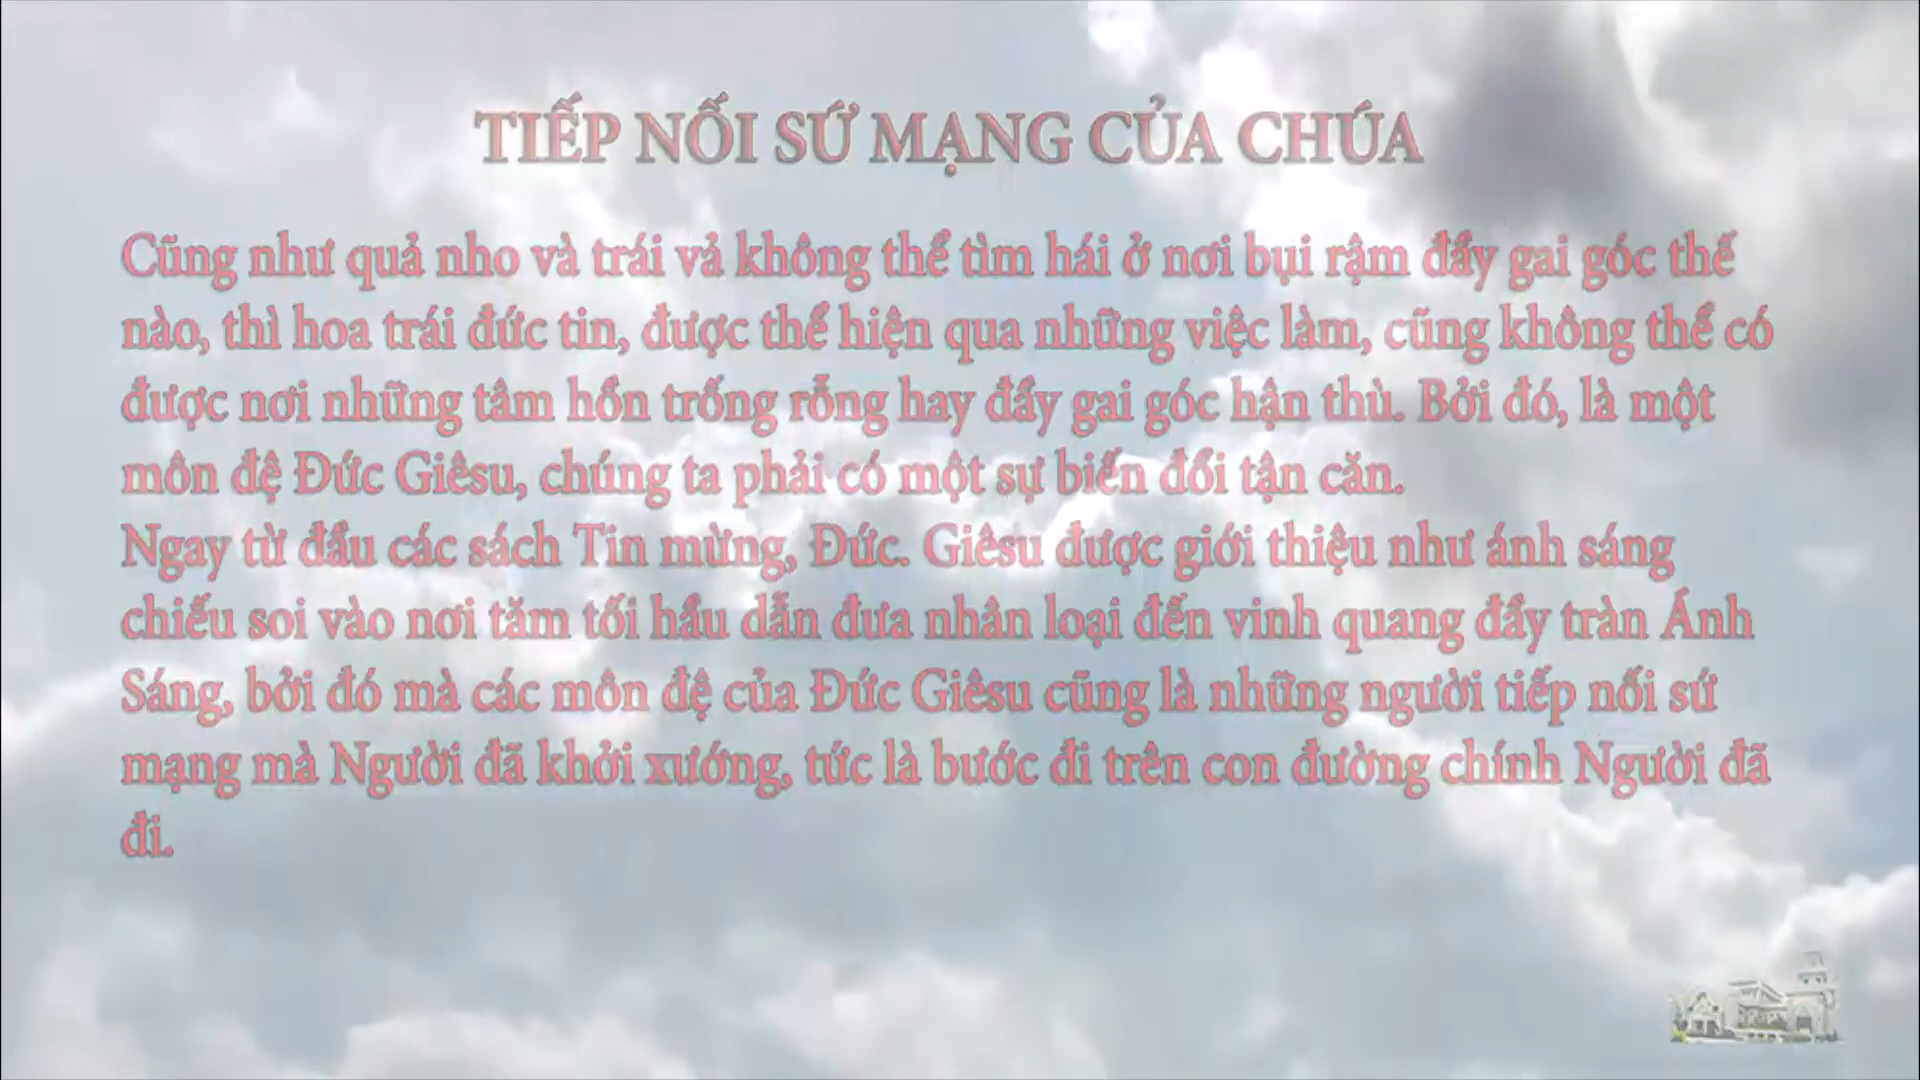 TIẾP NỐI SỨ MẠNG CỦA CHÚA
Cũng như quả nho và trái vả không thể tìm hái ở nơi bụi rậm đầy gai góc thế
nào, thì hoa trái đức tin, được thể hiện qua những việc làm, cũng không thể có
được nơi những tâm hồn trống rỗng hay đầy gai góc hận thù. Bởi đó, là một
môn đệ Đức Giêsu, chúng ta phải có một sự biến đổi tận căn.
Ngay từ đầu các sách Tin mừng, Đức. Giêsu được giới thiệu như ánh sáng
chiếu soi vào nơi tăm tối hầu dẫn đưa nhân loại đến vinh quang đầy tràn Ánh
Sáng, bởi đó mà các môn đệ của Đức Giêsu cũng là những người tiếp nối sứ
mạng mà Người đã khởi xướng, tức là bước đi trên con đường chính Người đã
đi.